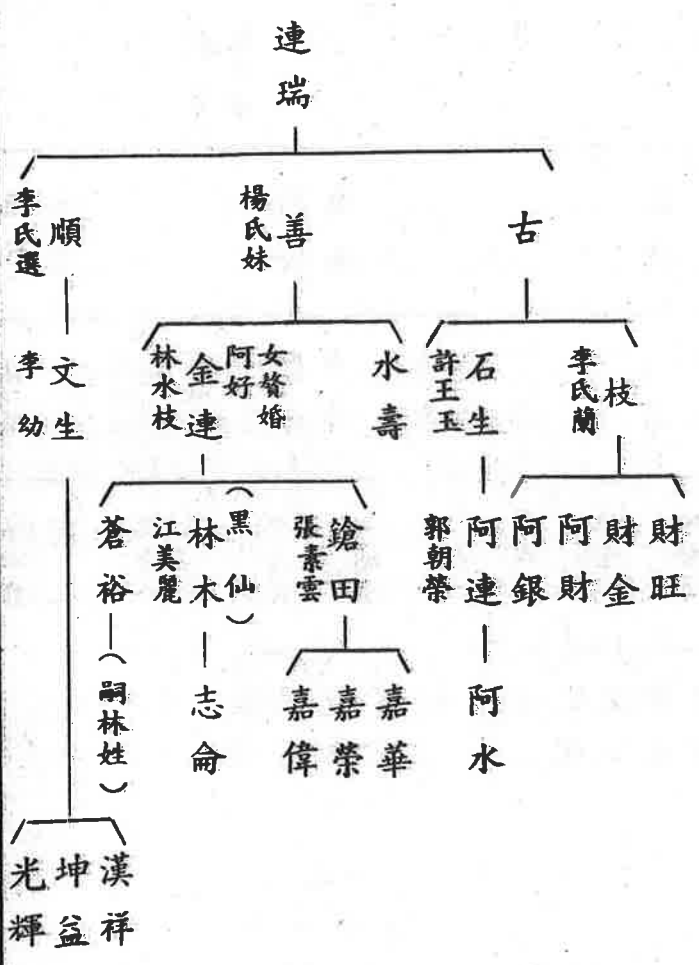 連瑞
古
善
楊氏妹
順
李氏選
枝
李氏蘭
石生
許王玉
水壽
女贅婚
阿好
金連
林水枝
文生
李幼
財旺
財金
阿財
阿銀
阿連
郭朝榮
鎗田
張素雲
(黑仙)
林木
江美麗
蒼裕
阿水
嘉華
嘉榮
嘉偉
志侖
(嗣林姓)
漢祥
坤益
光輝